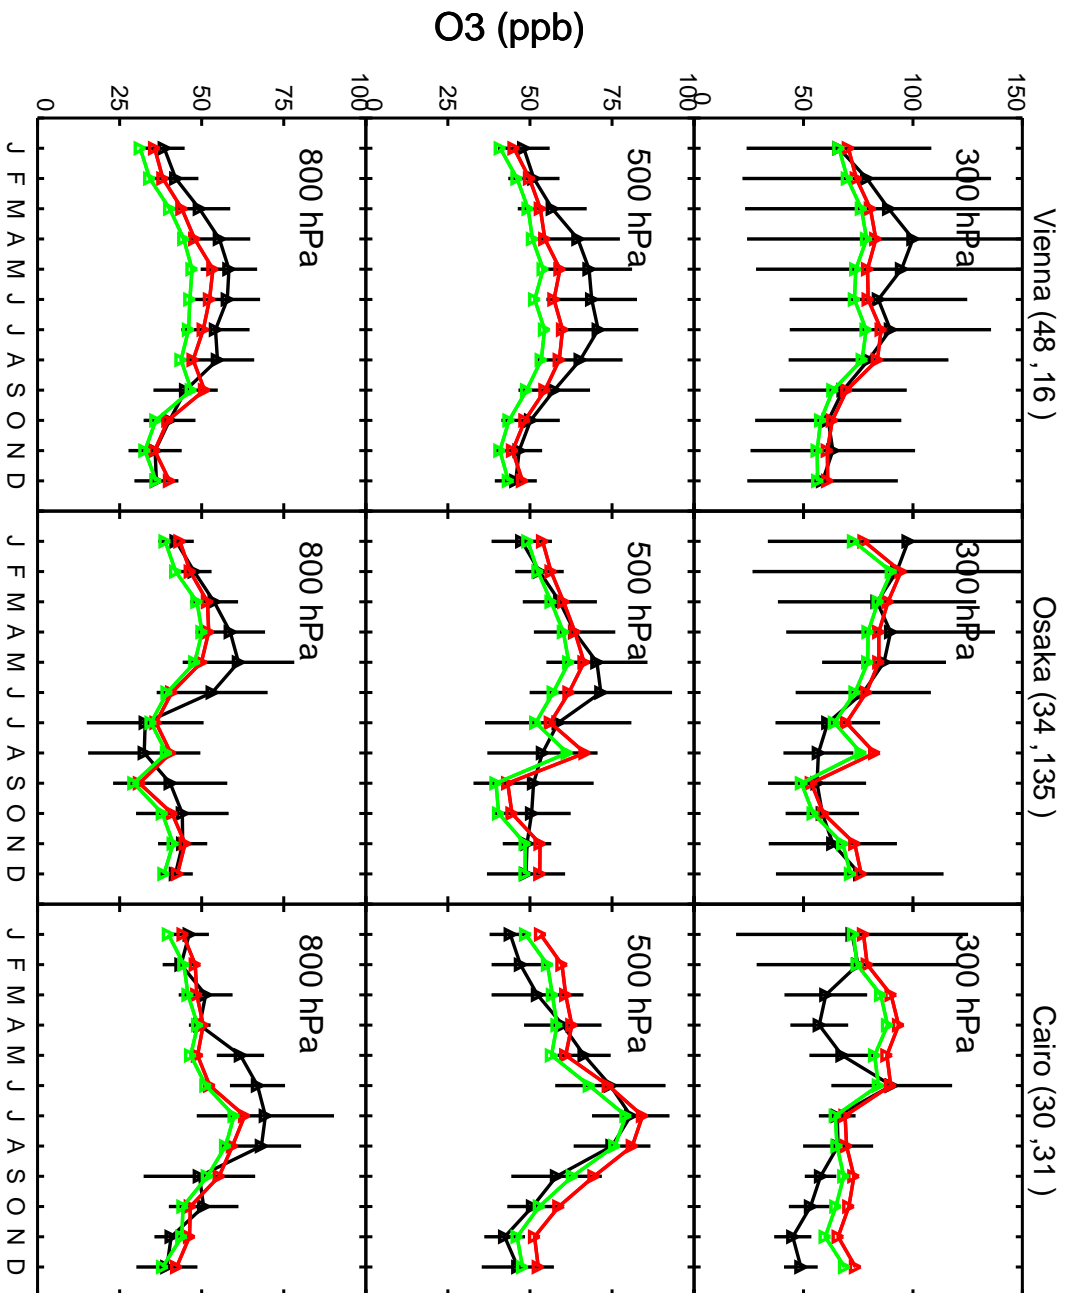 O3 (ppb)
Vienna (48 ,16 )
Osaka (34 ,135 )
Cairo (30 ,31 )
300 hPa
300 hPa
300 hPa
0 50 100 150
500 hPa
500 hPa
500 hPa
0 25 50 75 100
800 hPa
800 hPa
800 hPa
0 25 50 75 100
J F M A M J J A S O N D
J F M A M J J A S O N D
J F M A M J J A S O N D